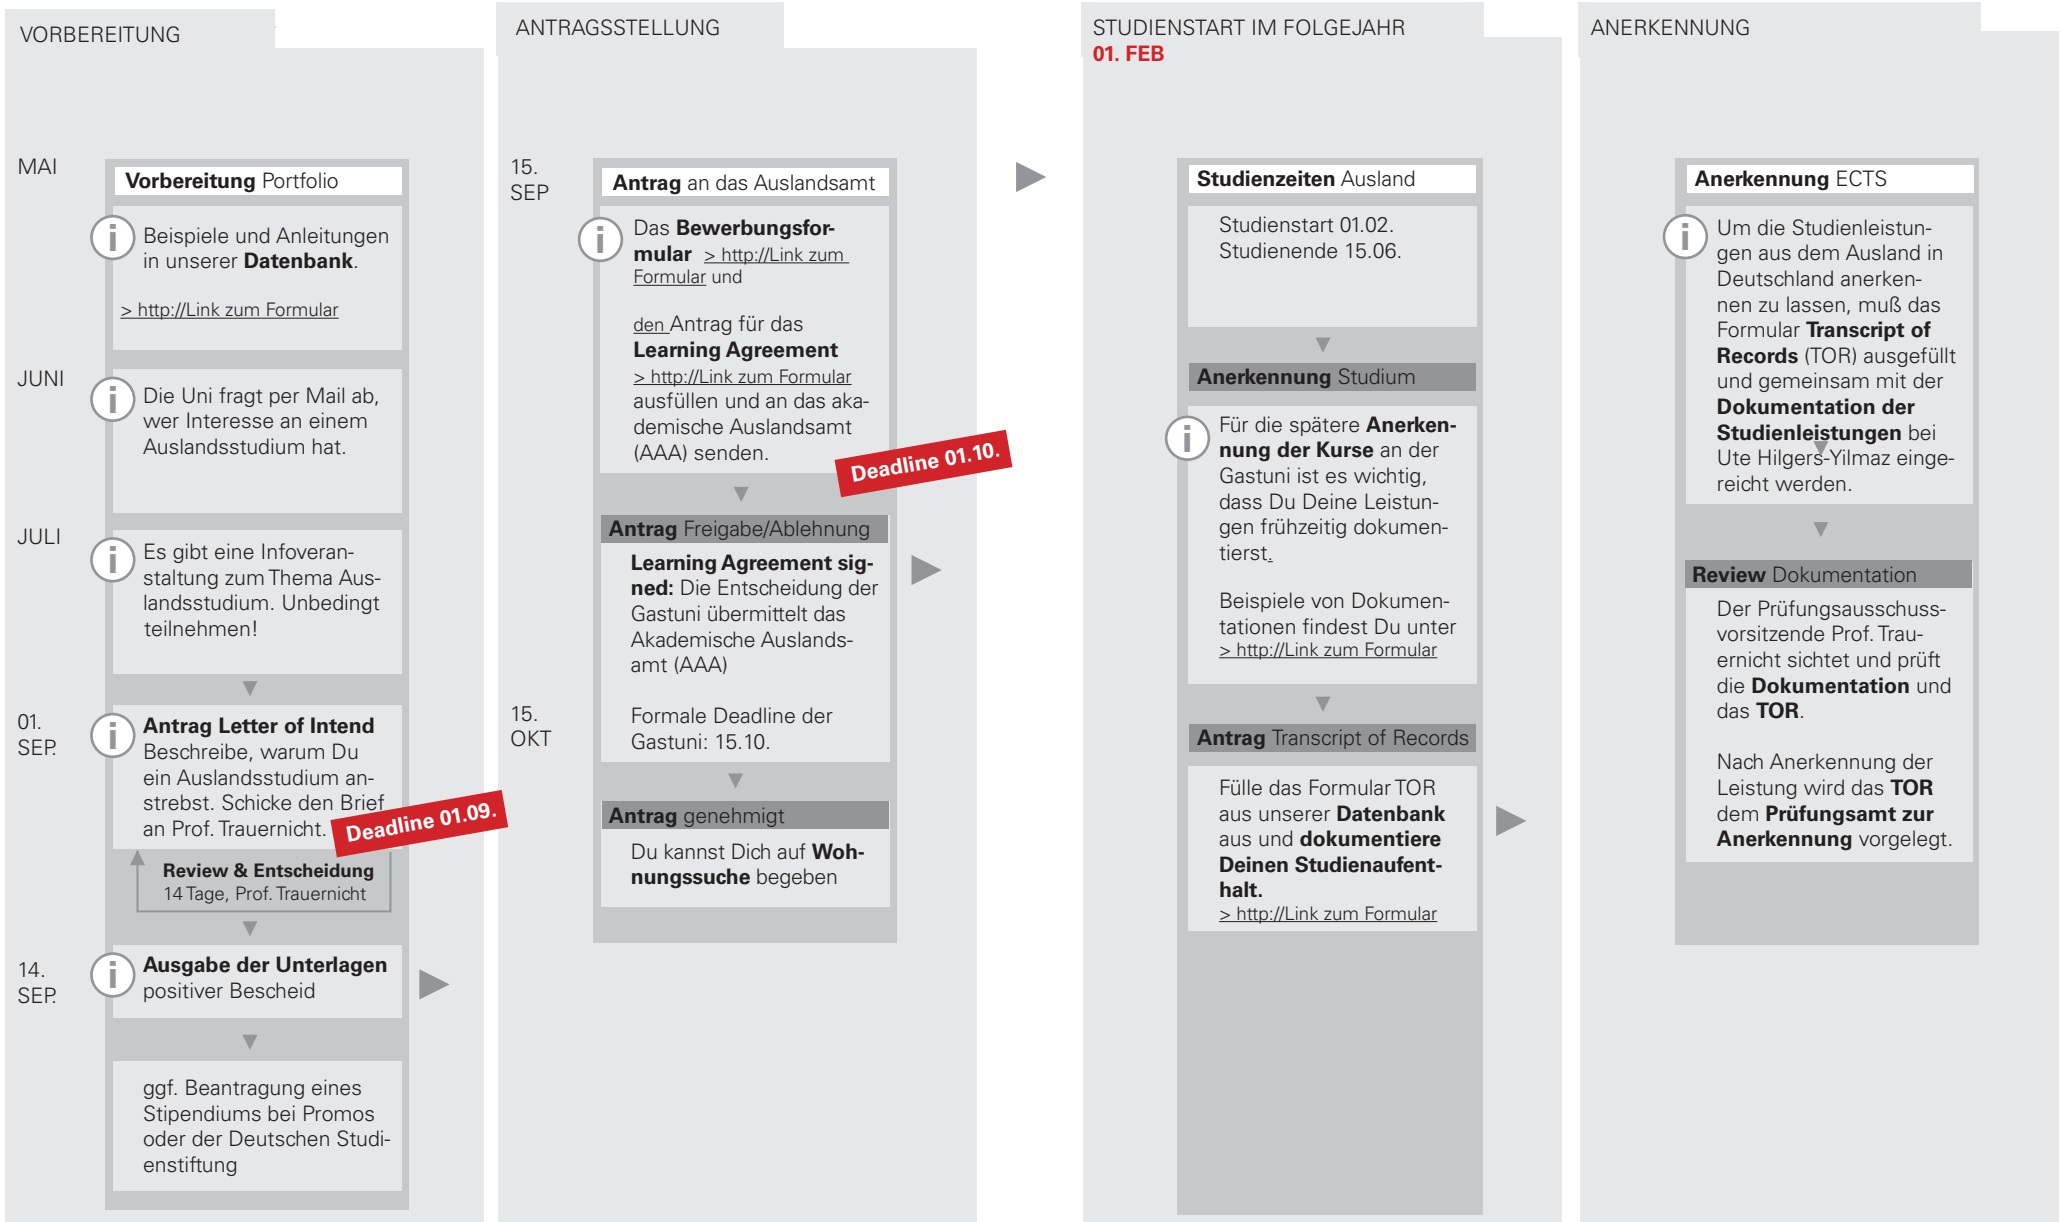 VORBEREITUNG
MAI
Vorbereitung Portfolio
i
Beispiele und Anleitungen
in unserer Datenbank.
> http://Link zum Formular
JUNI
i
Die Uni fragt per Mail ab,
wer Interesse an einem
Auslandsstudium hat.
JULI
i
Es gibt eine Infoveran-
staltung zum Thema Aus-
landsstudium. Unbedingt
teilnehmen!
01.
SEP.
i
Antrag Letter of Intend
Beschreibe, warum Du
ein Auslandsstudium an-
strebst. Schicke den Brief
an Prof. Trauernicht.
Deadline 01.09.
Review & Entscheidung
14 Tage, Prof. Trauernicht
14.
SEP.
i
Ausgabe der Unterlagen
positiver Bescheid
ggf. Beantragung eines
Stipendiums bei Promos
oder der Deutschen Studi-
enstiftung
ANTRAGSSTELLUNG
15.
SEP
Antrag an das Auslandsamt
i
Das Bewerbungsfor-
mular > http://Link zum
Formular und
den Antrag für das
Learning Agreement
> http://Link zum Formular
ausfüllen und an das aka-
demische Auslandsamt
(AAA) senden.
Deadline 01.10.
Antrag Freigabe/Ablehnung
Learning Agreement sig-
ned: Die Entscheidung der
Gastuni übermittelt das
Akademische Auslands-
amt (AAA)
15.
OKT
Formale Deadline der
Gastuni: 15.10.
Antrag genehmigt
Du kannst Dich auf Woh-
nungssuche begeben
STUDIENSTART IM FOLGEJAHR
01. FEB
Studienzeiten Ausland
Studienstart 01.02.
Studienende 15.06.
Anerkennung Studium
i
Für die spätere Anerken-
nung der Kurse an der
Gastuni ist es wichtig,
dass Du Deine Leistun-
gen frühzeitig dokumen-
tierst.
Beispiele von Dokumen-
tationen findest Du unter
> http://Link zum Formular
Antrag Transcript of Records
Fülle das Formular TOR
aus unserer Datenbank
aus und dokumentiere
Deinen Studienaufent-
halt.
> http://Link zum Formular
ANERKENNUNG
Anerkennung ECTS
i
Um die Studienleistun-
gen aus dem Ausland in
Deutschland anerken-
nen zu lassen, muß das
Formular Transcript of
Records (TOR) ausgefüllt
und gemeinsam mit der
Dokumentation der
Studienleistungen bei
Ute Hilgers-Yilmaz einge-
reicht werden.
Review Dokumentation
Der Prüfungsausschuss-
vorsitzende Prof. Trau-
ernicht sichtet und prüft
die Dokumentation und
das TOR.
Nach Anerkennung der
Leistung wird das TOR
dem Prüfungsamt zur
Anerkennung vorgelegt.